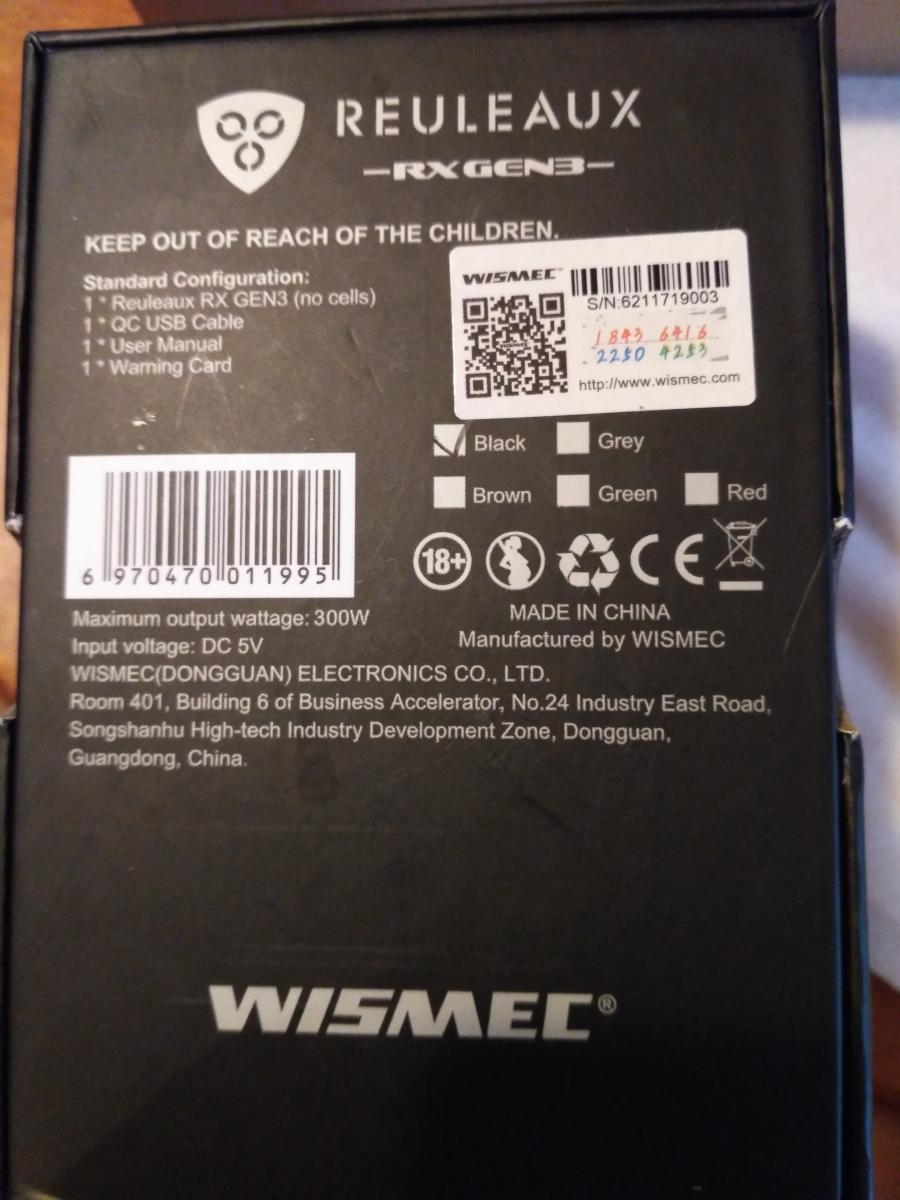 REULEAUX
RX GEN3
KEEP OUT OF REACH OF THE CHILDREN.
Standard Configuration:
1 * Reuleaux RX GEN3 (no cells)
1 * QC USB Cable
1 * User Manual
1 * Warning Card
WISMEC™
S/N:6211719003
1843 6416
2250 4253
http://www.wismec.com
Black Grey
Brown Green Red
6 970470 011995
18+
CE
Maximum output wattage: 300W
Input voltage: DC 5V
MADE IN CHINA
Manufactured by WISMEC
WISMEC(DONGGUAN) ELECTRONICS CO., LTD.
Room 401, Building 6 of Business Accelerator, No.24 Industry East Road,
Songshanhu High-tech Industry Development Zone, Dongguan,
Guangdong, China.
WISMEC®